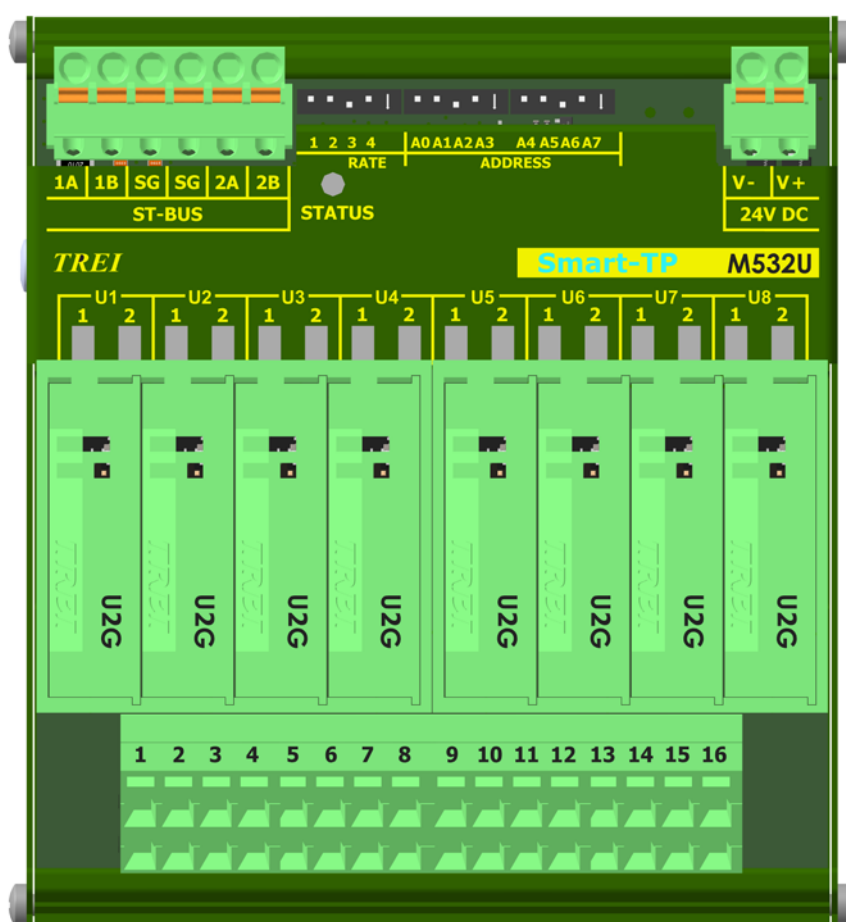 1 2 3 4 A0 A1 A2 A3 A4 A5 A6 A7
RATE ADDRESS
1A 1B SG SG 2A 2B V- V+
ST-BUS STATUS 24V DC
TREI Smart-TP M532U
U1 U2 U3 U4 U5 U6 U7 U8
1 2 1 2 1 2 1 2 1 2 1 2 1 2 1 2
TREI TREI TREI TREI TREI TREI TREI TREI
U2G U2G U2G U2G U2G U2G U2G U2G
1 2 3 4 5 6 7 8 9 10 11 12 13 14 15 16